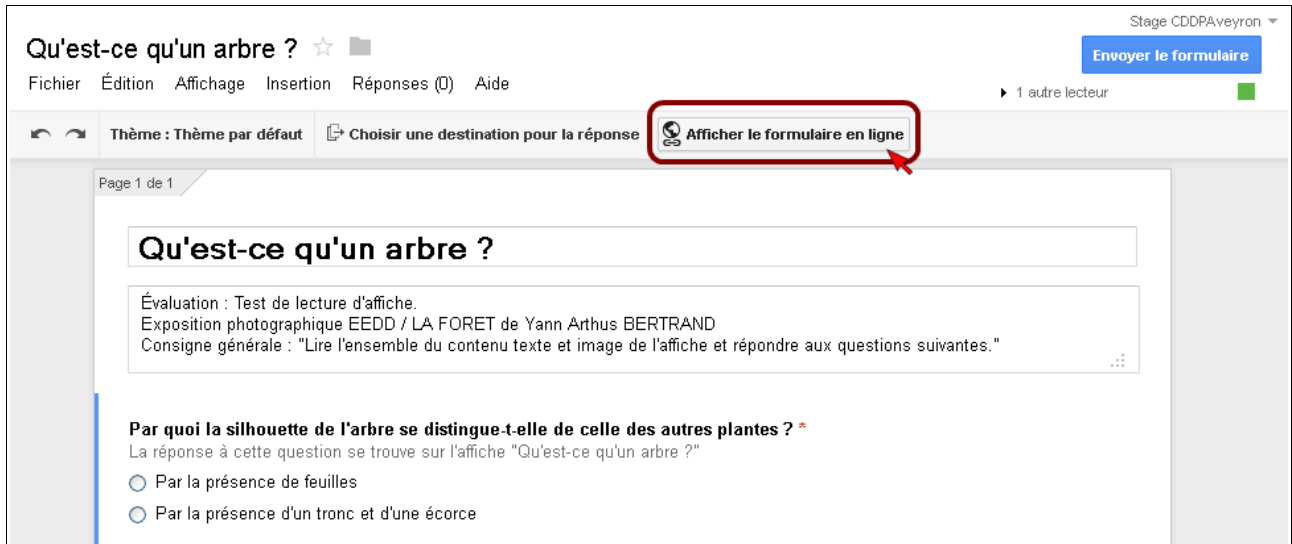 Stage CDDPAveyron
Qu'est-ce qu'un arbre ?
Envoyer le formulaire
Fichier Édition Affichage Insertion Réponses (0) Aide
1 autre lecteur
Thème : Thème par défaut Choisir une destination pour la réponse Afficher le formulaire en ligne
Page 1 de 1
Qu'est-ce qu'un arbre ?
Évaluation : Test de lecture d'affiche.
Exposition photographique EEDD / LA FORET de Yann Arthus BERTRAND
Consigne générale : "Lire l'ensemble du contenu texte et image de l'affiche et répondre aux questions suivantes."
Par quoi la silhouette de l'arbre se distingue-t-elle de celle des autres plantes ? *
La réponse à cette question se trouve sur l'affiche "Qu'est-ce qu'un arbre ?"
Par la présence de feuilles
Par la présence d'un tronc et d'une écorce